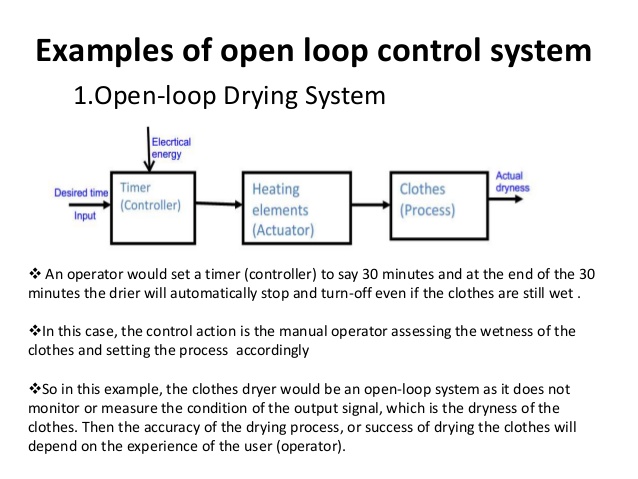 Examples of open loop control system
1.Open-loop Drying System
Elecrtical
energy
Desired time
Input
Timer
(Controller)
Heating
elements
(Actuator)
Clothes
(Process)
Actual
dryness
❖ An operator would set a timer (controller) to say 30 minutes and at the end of the 30
minutes the drier will automatically stop and turn-off even if the clothes are still wet .
❖In this case, the control action is the manual operator assessing the wetness of the
clothes and setting the process accordingly
❖So in this example, the clothes dryer would be an open-loop system as it does not
monitor or measure the condition of the output signal, which is the dryness of the
clothes. Then the accuracy of the drying process, or success of drying the clothes will
depend on the experience of the user (operator).